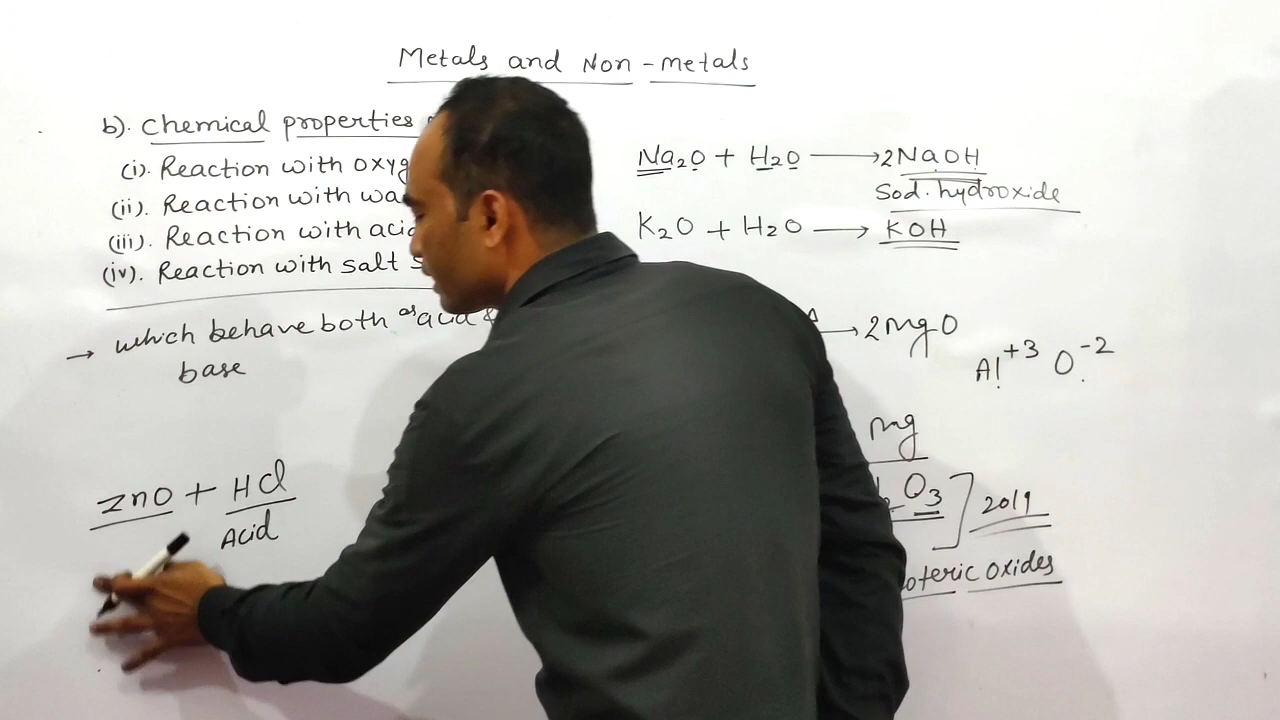 Metals and Non-metals
b). Chemical properties
(i). Reaction with oxyg
(ii). Reaction with wa
(iii). Reaction with acid
(iv). Reaction with salt s
→ which behave both as acid &
base
ZnO + HCl
Acid
Na2O + H2O → 2NaOH
Sod. hydroxide
K2O + H2O → KOH
Δ → 2MgO
Al+3 O-2
Mg
2O3 ] 2019
oteric oxides